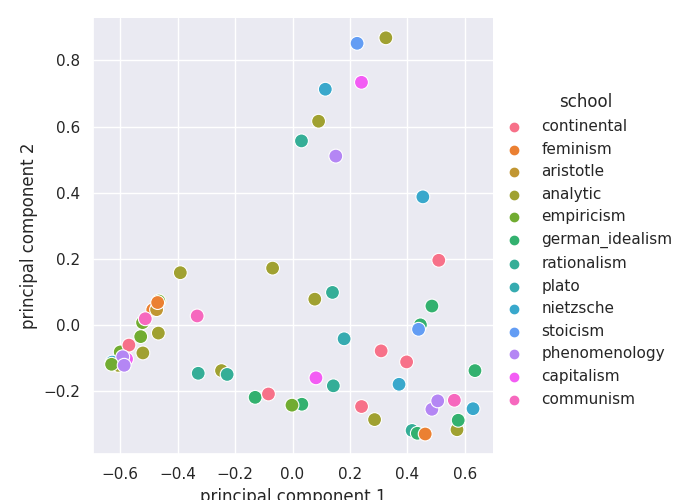 school
continental
feminism
aristotle
analytic
empiricism
german_idealism
rationalism
plato
nietzsche
stoicism
phenomenology
capitalism
communism
principal component 2
0.8
0.6
0.4
0.2
0.0
−0.2
−0.6 −0.4 −0.2 0.0 0.2 0.4 0.6
principal component 1